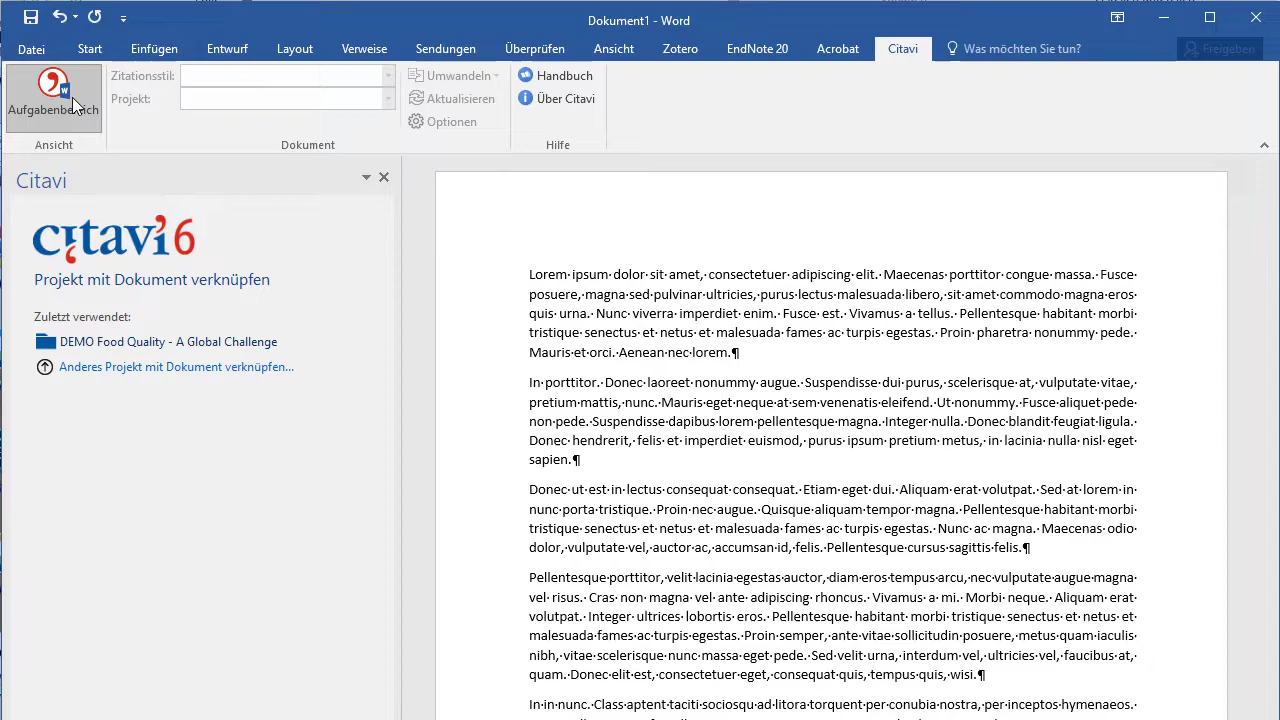 Dokument1 - Word
Datei Start Einfügen Entwurf Layout Verweise Sendungen Überprüfen Ansicht Zotero EndNote 20 Acrobat Citavi Was möchten Sie tun? Freigeben
Aufgabenbereich
Ansicht
Zitationsstil:
Projekt:
Umwandeln
Aktualisieren
Optionen
Dokument
Handbuch
Über Citavi
Hilfe
Citavi
citavi 6
Projekt mit Dokument verknüpfen
Zuletzt verwendet:
DEMO Food Quality - A Global Challenge
Anderes Projekt mit Dokument verknüpfen...
Lorem·ipsum·dolor·sit·amet,·consectetuer·adipiscing·elit.·Maecenas·porttitor·congue·massa.·Fusce·
posuere,·magna·sed·pulvinar·ultricies,·purus·lectus·malesuada·libero,·sit·amet·commodo·magna·eros·
quis·urna.·Nunc·viverra·imperdiet·enim.·Fusce·est.·Vivamus·a·tellus.·Pellentesque·habitant·morbi·
tristique·senectus·et·netus·et·malesuada·fames·ac·turpis·egestas.·Proin·pharetra·nonummy·pede.·
Mauris·et·orci.·Aenean·nec·lorem.¶
In·porttitor.·Donec·laoreet·nonummy·augue.·Suspendisse·dui·purus,·scelerisque·at,·vulputate·vitae,·
pretium·mattis,·nunc.·Mauris·eget·neque·at·sem·venenatis·eleifend.·Ut·nonummy.·Fusce·aliquet·pede·
non·pede.·Suspendisse·dapibus·lorem·pellentesque·magna.·Integer·nulla.·Donec·blandit·feugiat·ligula.·
Donec·hendrerit,·felis·et·imperdiet·euismod,·purus·ipsum·pretium·metus,·in·lacinia·nulla·nisl·eget·
sapien.¶
Donec·ut·est·in·lectus·consequat·consequat.·Etiam·eget·dui.·Aliquam·erat·volutpat.·Sed·at·lorem·in·
nunc·porta·tristique.·Proin·nec·augue.·Quisque·aliquam·tempor·magna.·Pellentesque·habitant·morbi·
tristique·senectus·et·netus·et·malesuada·fames·ac·turpis·egestas.·Nunc·ac·magna.·Maecenas·odio·
dolor,·vulputate·vel,·auctor·ac,·accumsan·id,·felis.·Pellentesque·cursus·sagittis·felis.¶
Pellentesque·porttitor,·velit·lacinia·egestas·auctor,·diam·eros·tempus·arcu,·nec·vulputate·augue·magna·
vel·risus.·Cras·non·magna·vel·ante·adipiscing·rhoncus.·Vivamus·a·mi.·Morbi·neque.·Aliquam·erat·
volutpat.·Integer·ultrices·lobortis·eros.·Pellentesque·habitant·morbi·tristique·senectus·et·netus·et·
malesuada·fames·ac·turpis·egestas.·Proin·semper,·ante·vitae·sollicitudin·posuere,·metus·quam·iaculis·
nibh,·vitae·scelerisque·nunc·massa·eget·pede.·Sed·velit·urna,·interdum·vel,·ultricies·vel,·faucibus·at,·
quam.·Donec·elit·est,·consectetuer·eget,·consequat·quis,·tempus·quis,·wisi.¶
In·in·nunc.·Class·aptent·taciti·sociosqu·ad·litora·torquent·per·conubia·nostra,·per·inceptos·hymenaeos.·